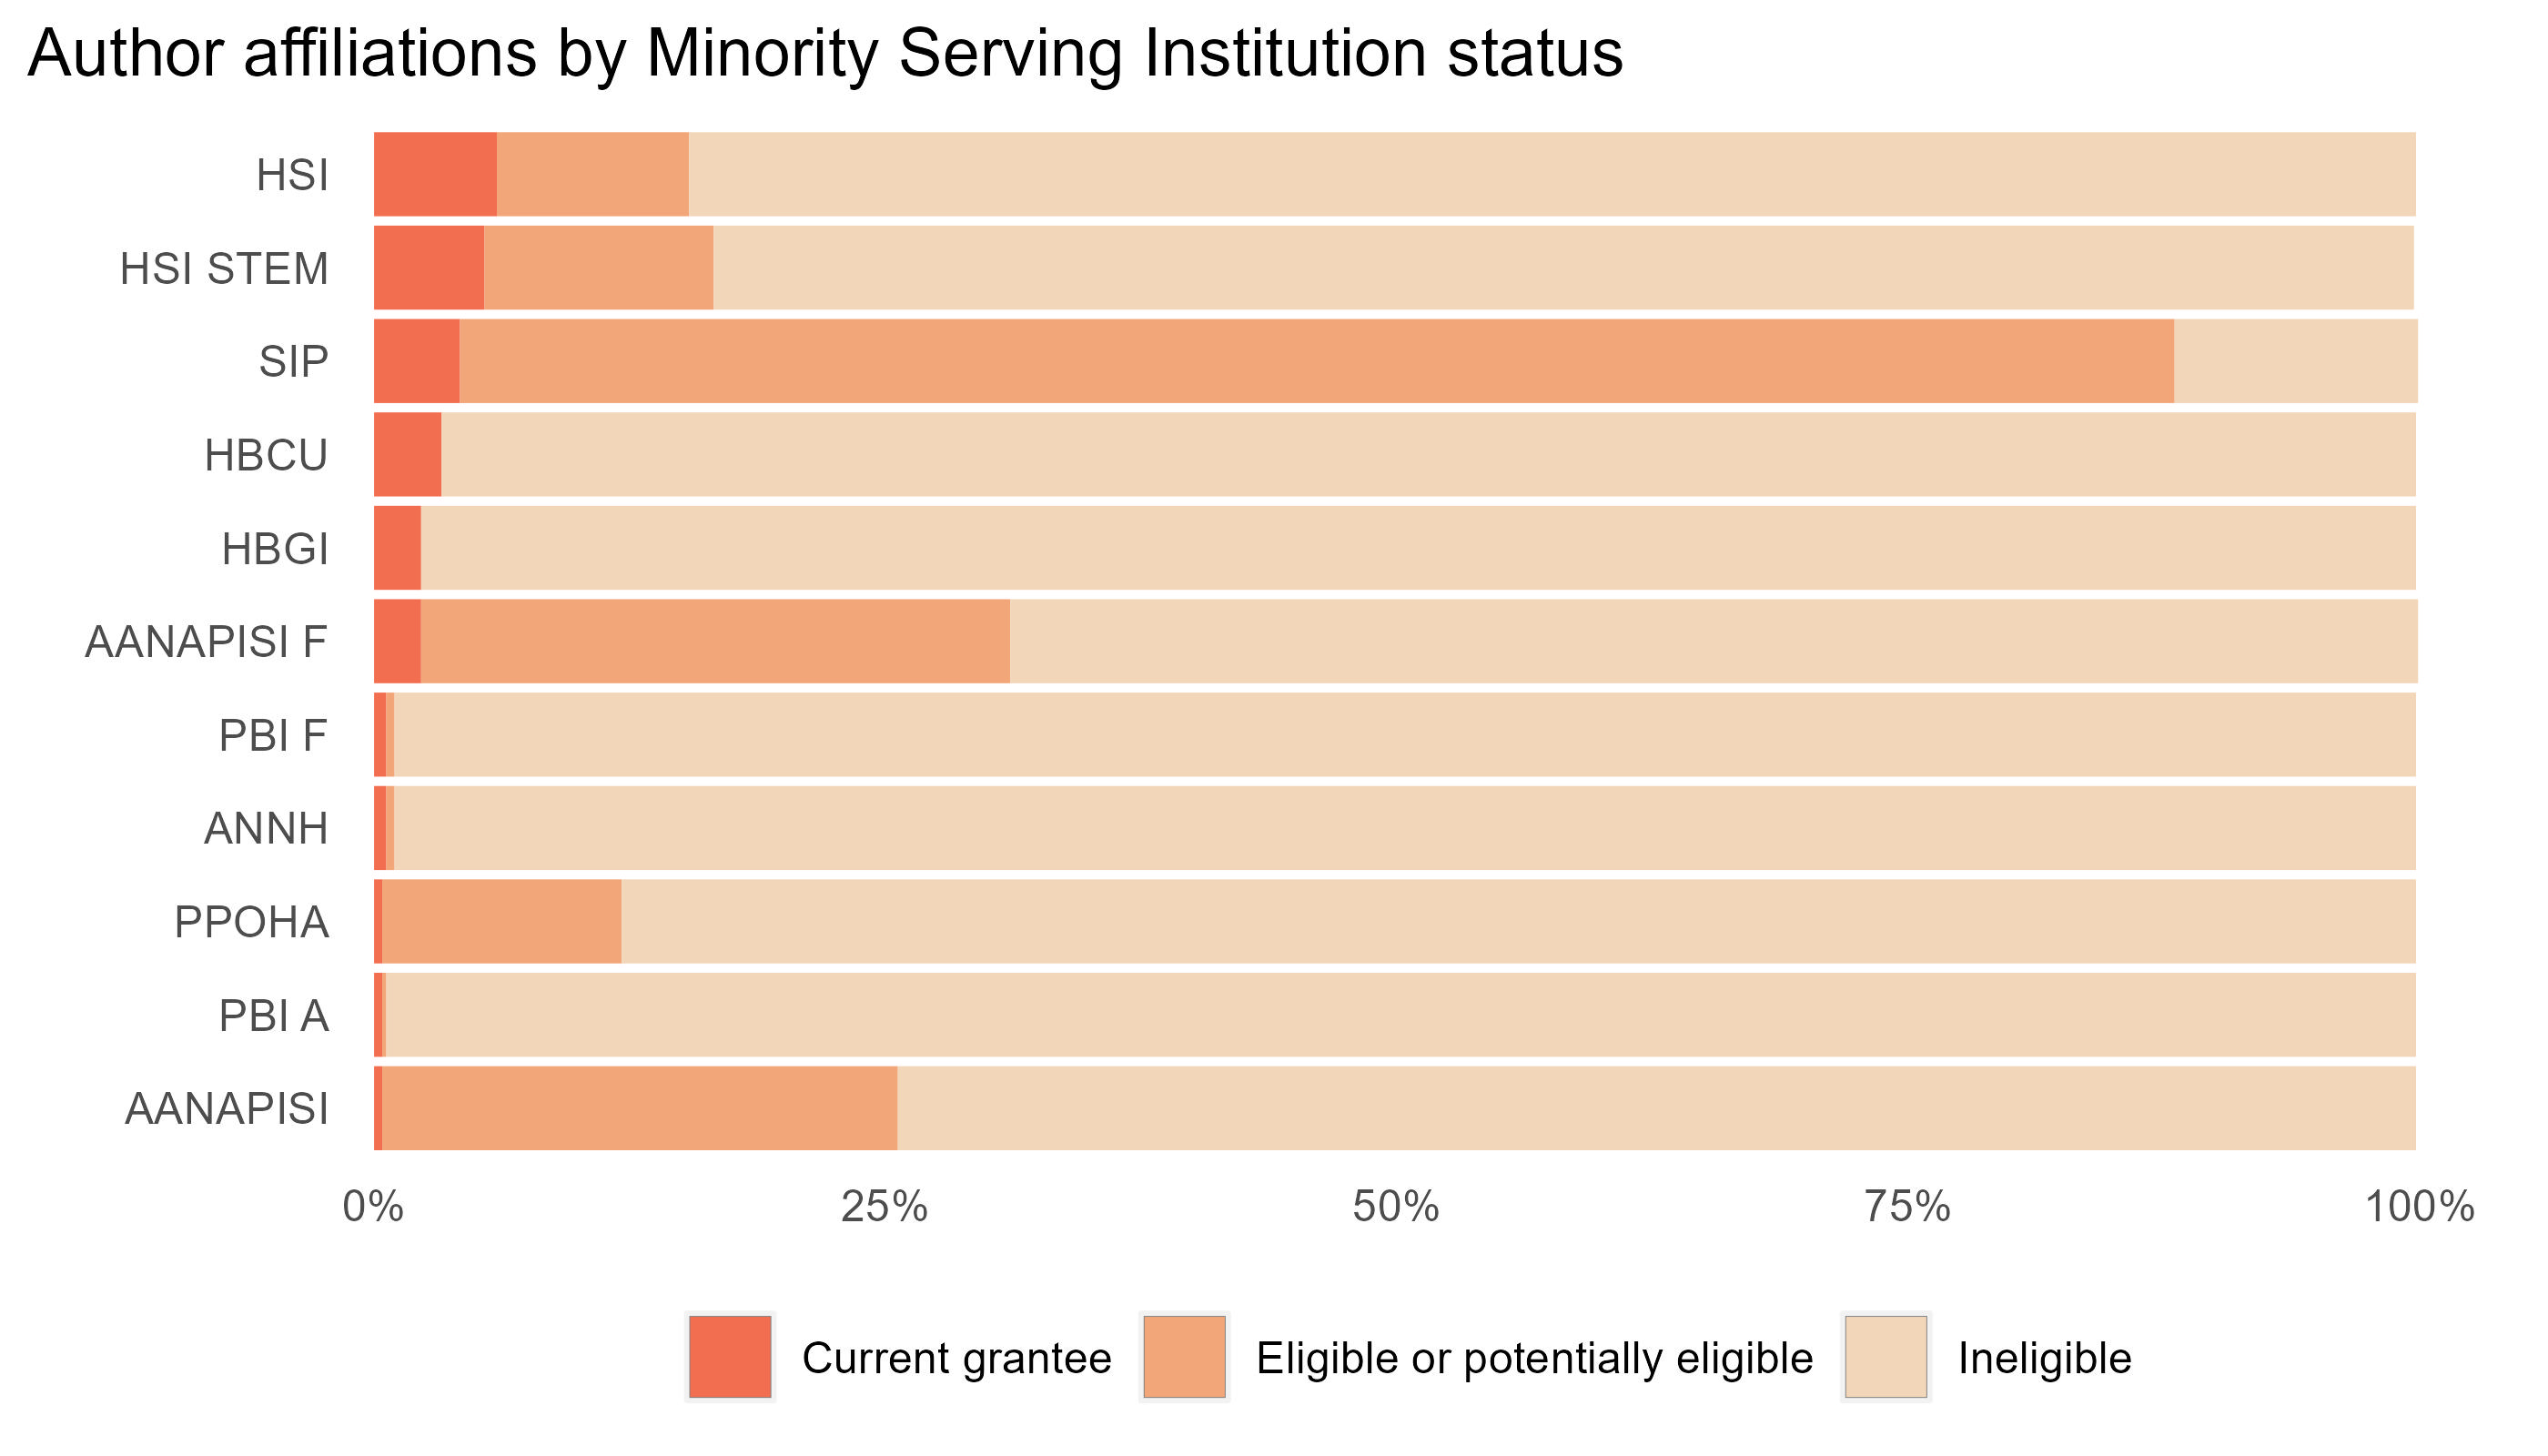 Author affiliations by Minority Serving Institution status
HSI
HSI STEM
SIP
HBCU
HBGI
AANAPISI F
PBI F
ANNH
PPOHA
PBI A
AANAPISI
0% 25% 50% 75% 100%
Current grantee Eligible or potentially eligible Ineligible